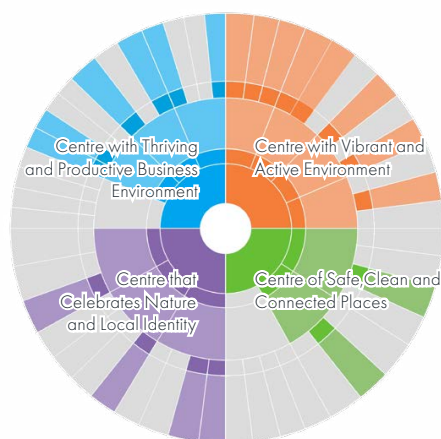 Centre with Thriving
and Productive Business
Environment
Centre with Vibrant and
Active Environment
Centre that
Celebrates Nature
and Local Identity
Centre of Safe,Clean and
Connected Places